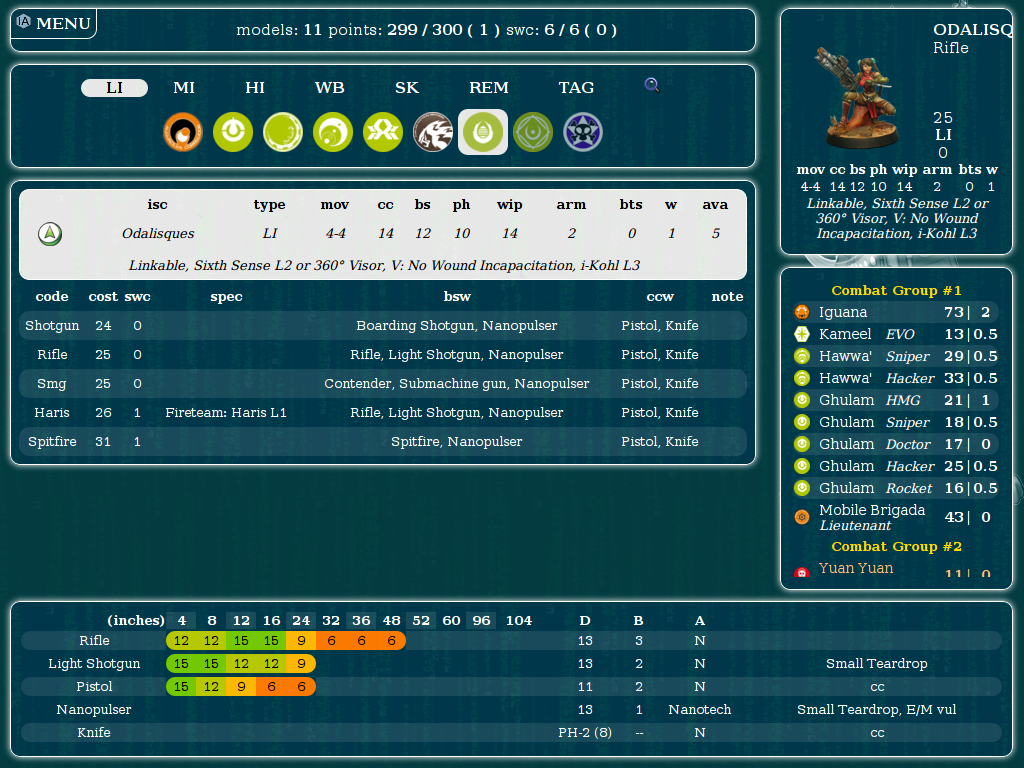 MENU
models: 11 points: 299 / 300 ( 1 ) swc: 6 / 6 ( 0 )
LI MI HI WB SK REM TAG
isc type mov cc bs ph wip arm bts w ava
Odalisques LI 4-4 14 12 10 14 2 0 1 5
Linkable, Sixth Sense L2 or 360° Visor, V: No Wound Incapacitation, i-Kohl L3
code cost swc spec bsw ccw note
Shotgun 24 0 Boarding Shotgun, Nanopulser Pistol, Knife
Rifle 25 0 Rifle, Light Shotgun, Nanopulser Pistol, Knife
Smg 25 0 Contender, Submachine gun, Nanopulser Pistol, Knife
Haris 26 1 Fireteam: Haris L1 Rifle, Light Shotgun, Nanopulser Pistol, Knife
Spitfire 31 1 Spitfire, Nanopulser Pistol, Knife
ODALISQ
Rifle
25
LI
0
mov cc bs ph wip arm bts w
4-4 14 12 10 14 2 0 1
Linkable, Sixth Sense L2 or
360° Visor, V: No Wound
Incapacitation, i-Kohl L3
Combat Group #1
Iguana 73| 2
Kameel EVO 13|0.5
Hawwa' Sniper 29|0.5
Hawwa' Hacker 33|0.5
Ghulam HMG 21| 1
Ghulam Sniper 18|0.5
Ghulam Doctor 17| 0
Ghulam Hacker 25|0.5
Ghulam Rocket 16|0.5
Mobile Brigada 43| 0
Lieutenant
Combat Group #2
Yuan Yuan 11| 0
(inches) 4 8 12 16 24 32 36 48 52 60 96 104 D B A
Rifle 12 12 15 15 9 6 6 6 13 3 N
Light Shotgun 15 15 12 12 9 13 2 N Small Teardrop
Pistol 15 12 9 6 6 11 2 N cc
Nanopulser 13 1 Nanotech Small Teardrop, E/M vul
Knife PH-2 (8) -- N cc